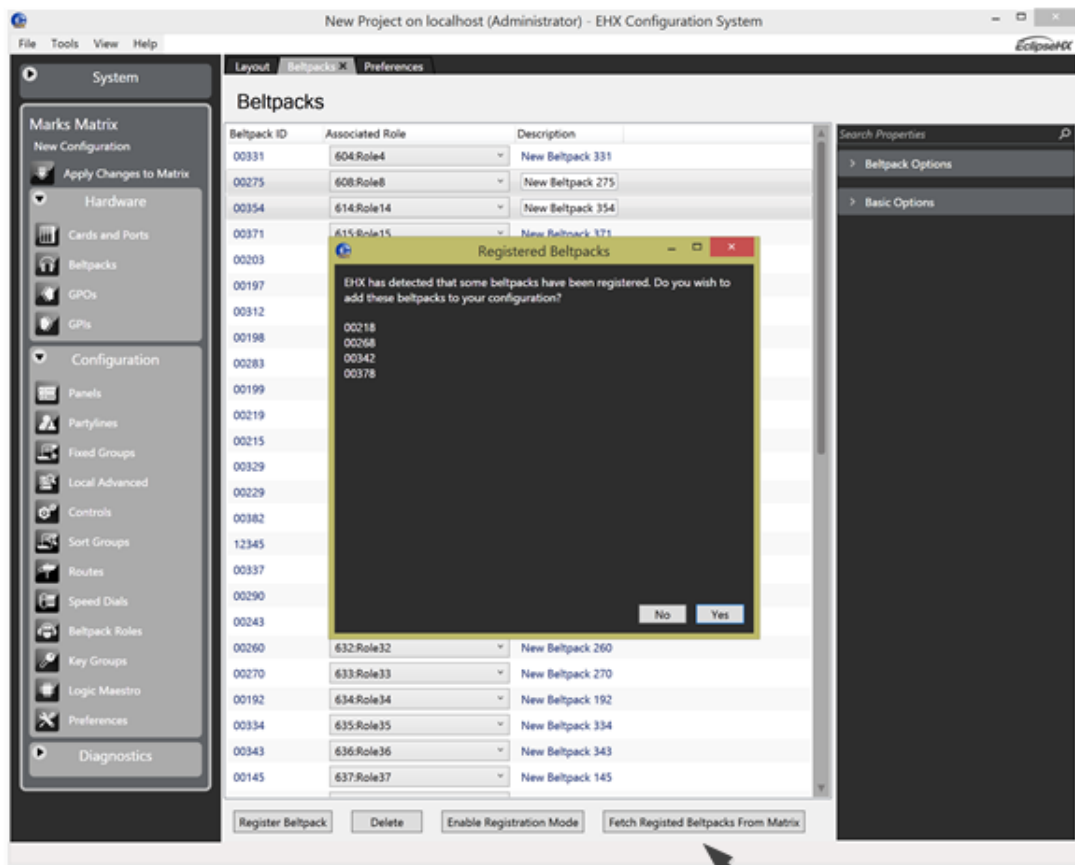 New Project on localhost (Administrator) - EHX Configuration System
File Tools View Help
EclipseHX
System
Layout Beltpacks Preferences
Beltpacks
Marks Matrix
New Configuration
Apply Changes to Matrix
Hardware
Cards and Ports
Beltpacks
GPOs
GPIs
Configuration
Panels
Partylines
Fixed Groups
Local Advanced
Controls
Sort Groups
Routes
Speed Dials
Beltpack Roles
Key Groups
Logic Maestro
Preferences
Diagnostics
Beltpack ID Associated Role Description
00331 604:Role4 New Beltpack 331
00275 608:Role8 New Beltpack 275
00354 614:Role14 New Beltpack 354
00371 615:Role15 New Beltpack 371
00203
00197
00312
00198
00283
00199
00219
00215
00329
00229
00382
12345
00337
00290
00243
00260 632:Role32 New Beltpack 260
00270 633:Role33 New Beltpack 270
00192 634:Role34 New Beltpack 192
00334 635:Role35 New Beltpack 334
00343 636:Role36 New Beltpack 343
00145 637:Role37 New Beltpack 145
Registered Beltpacks
EHX has detected that some beltpacks have been registered. Do you wish to
add these beltpacks to your configuration?
00218
00268
00342
00378
No Yes
Register Beltpack Delete Enable Registration Mode Fetch Registed Beltpacks From Matrix
Search Properties
Beltpack Options
Basic Options